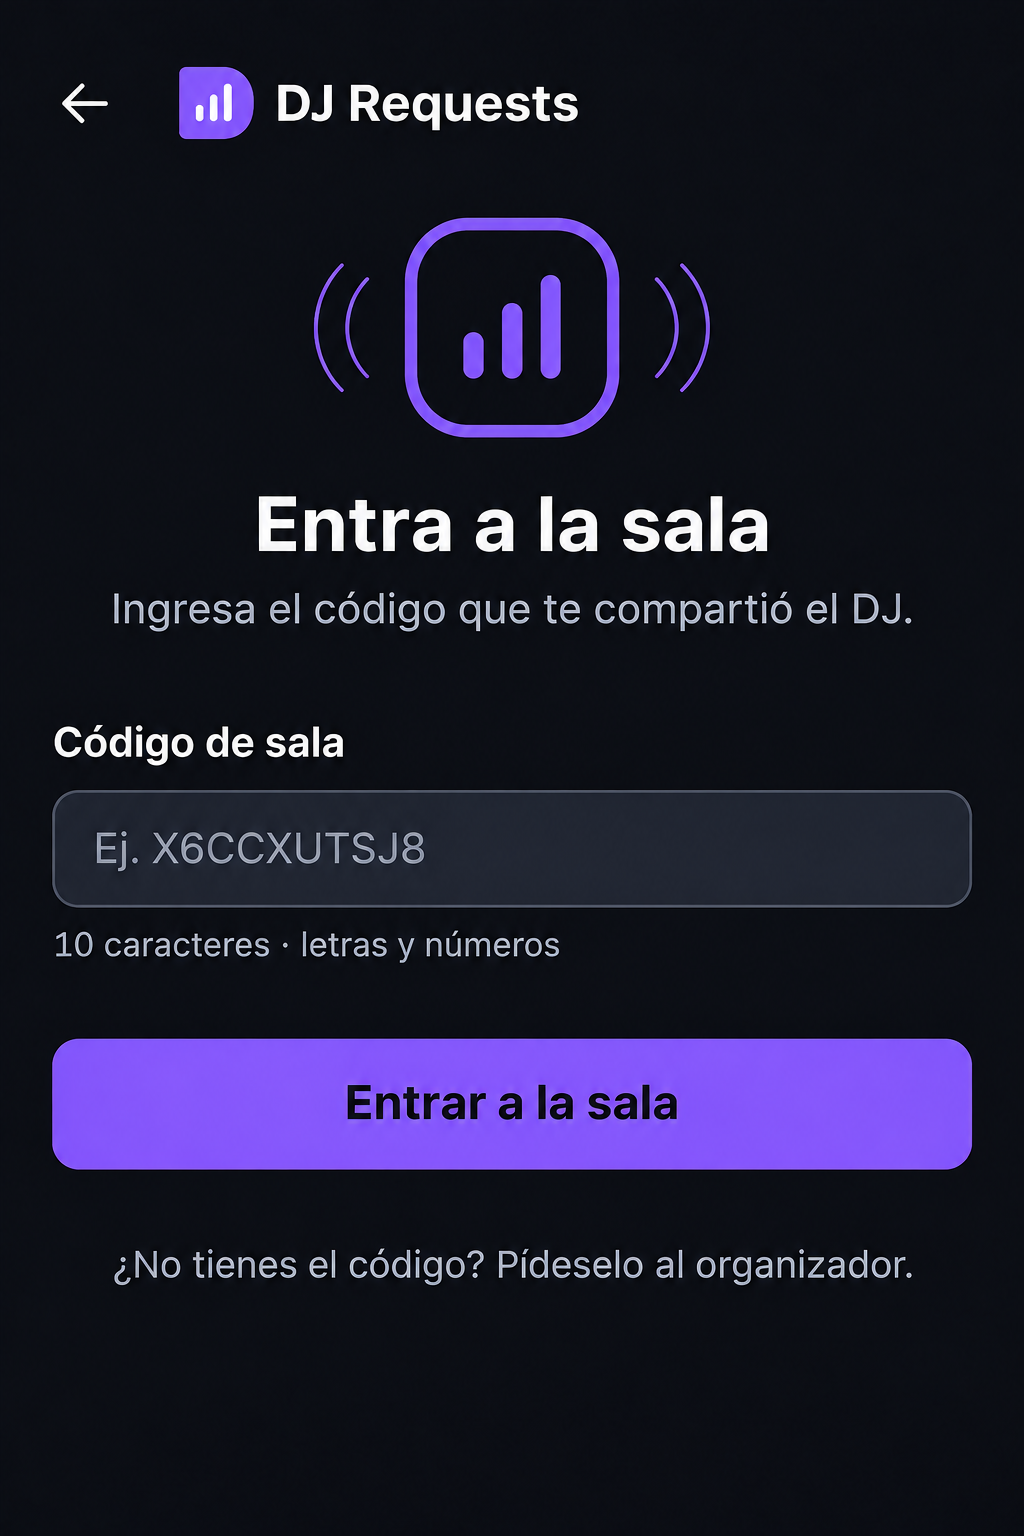 DJ Requests
Entra a la sala
Ingresa el código que te compartió el DJ.
Código de sala
Ej. X6CCXUTSJ8
10 caracteres · letras y números
Entrar a la sala
¿No tienes el código? Pídeselo al organizador.